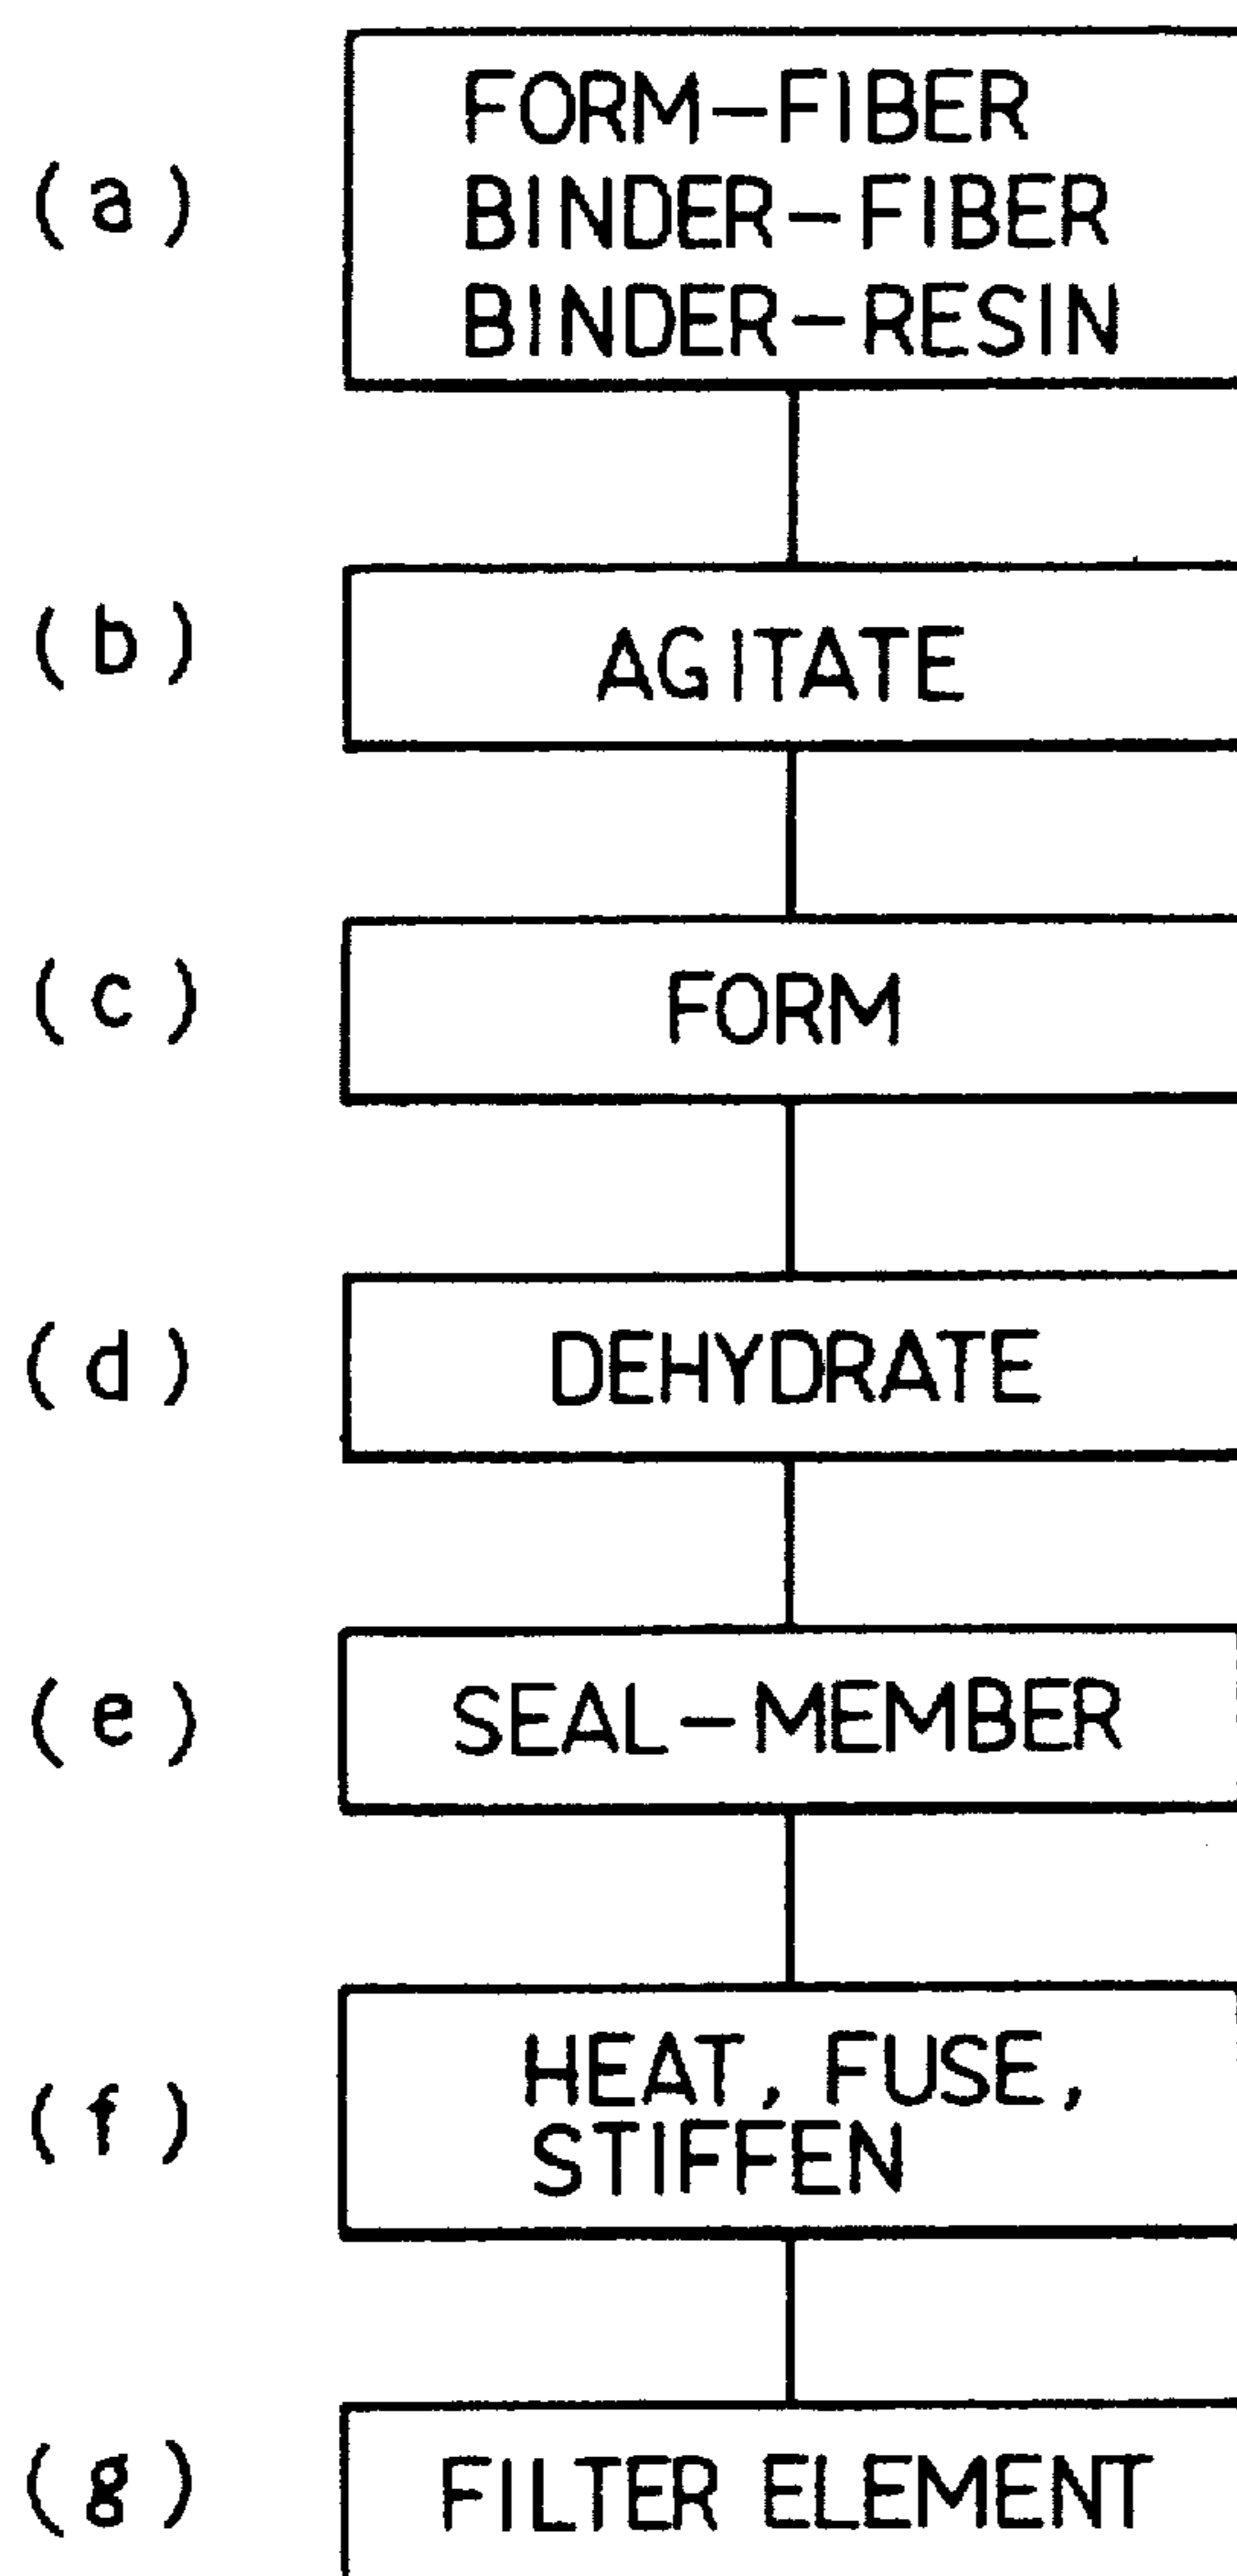 (a) FORM-FIBER
BINDER-FIBER
BINDER-RESIN
(b) AGITATE
(c) FORM
(d) DEHYDRATE
(e) SEAL-MEMBER
(f) HEAT, FUSE,
STIFFEN
(g) FILTER ELEMENT